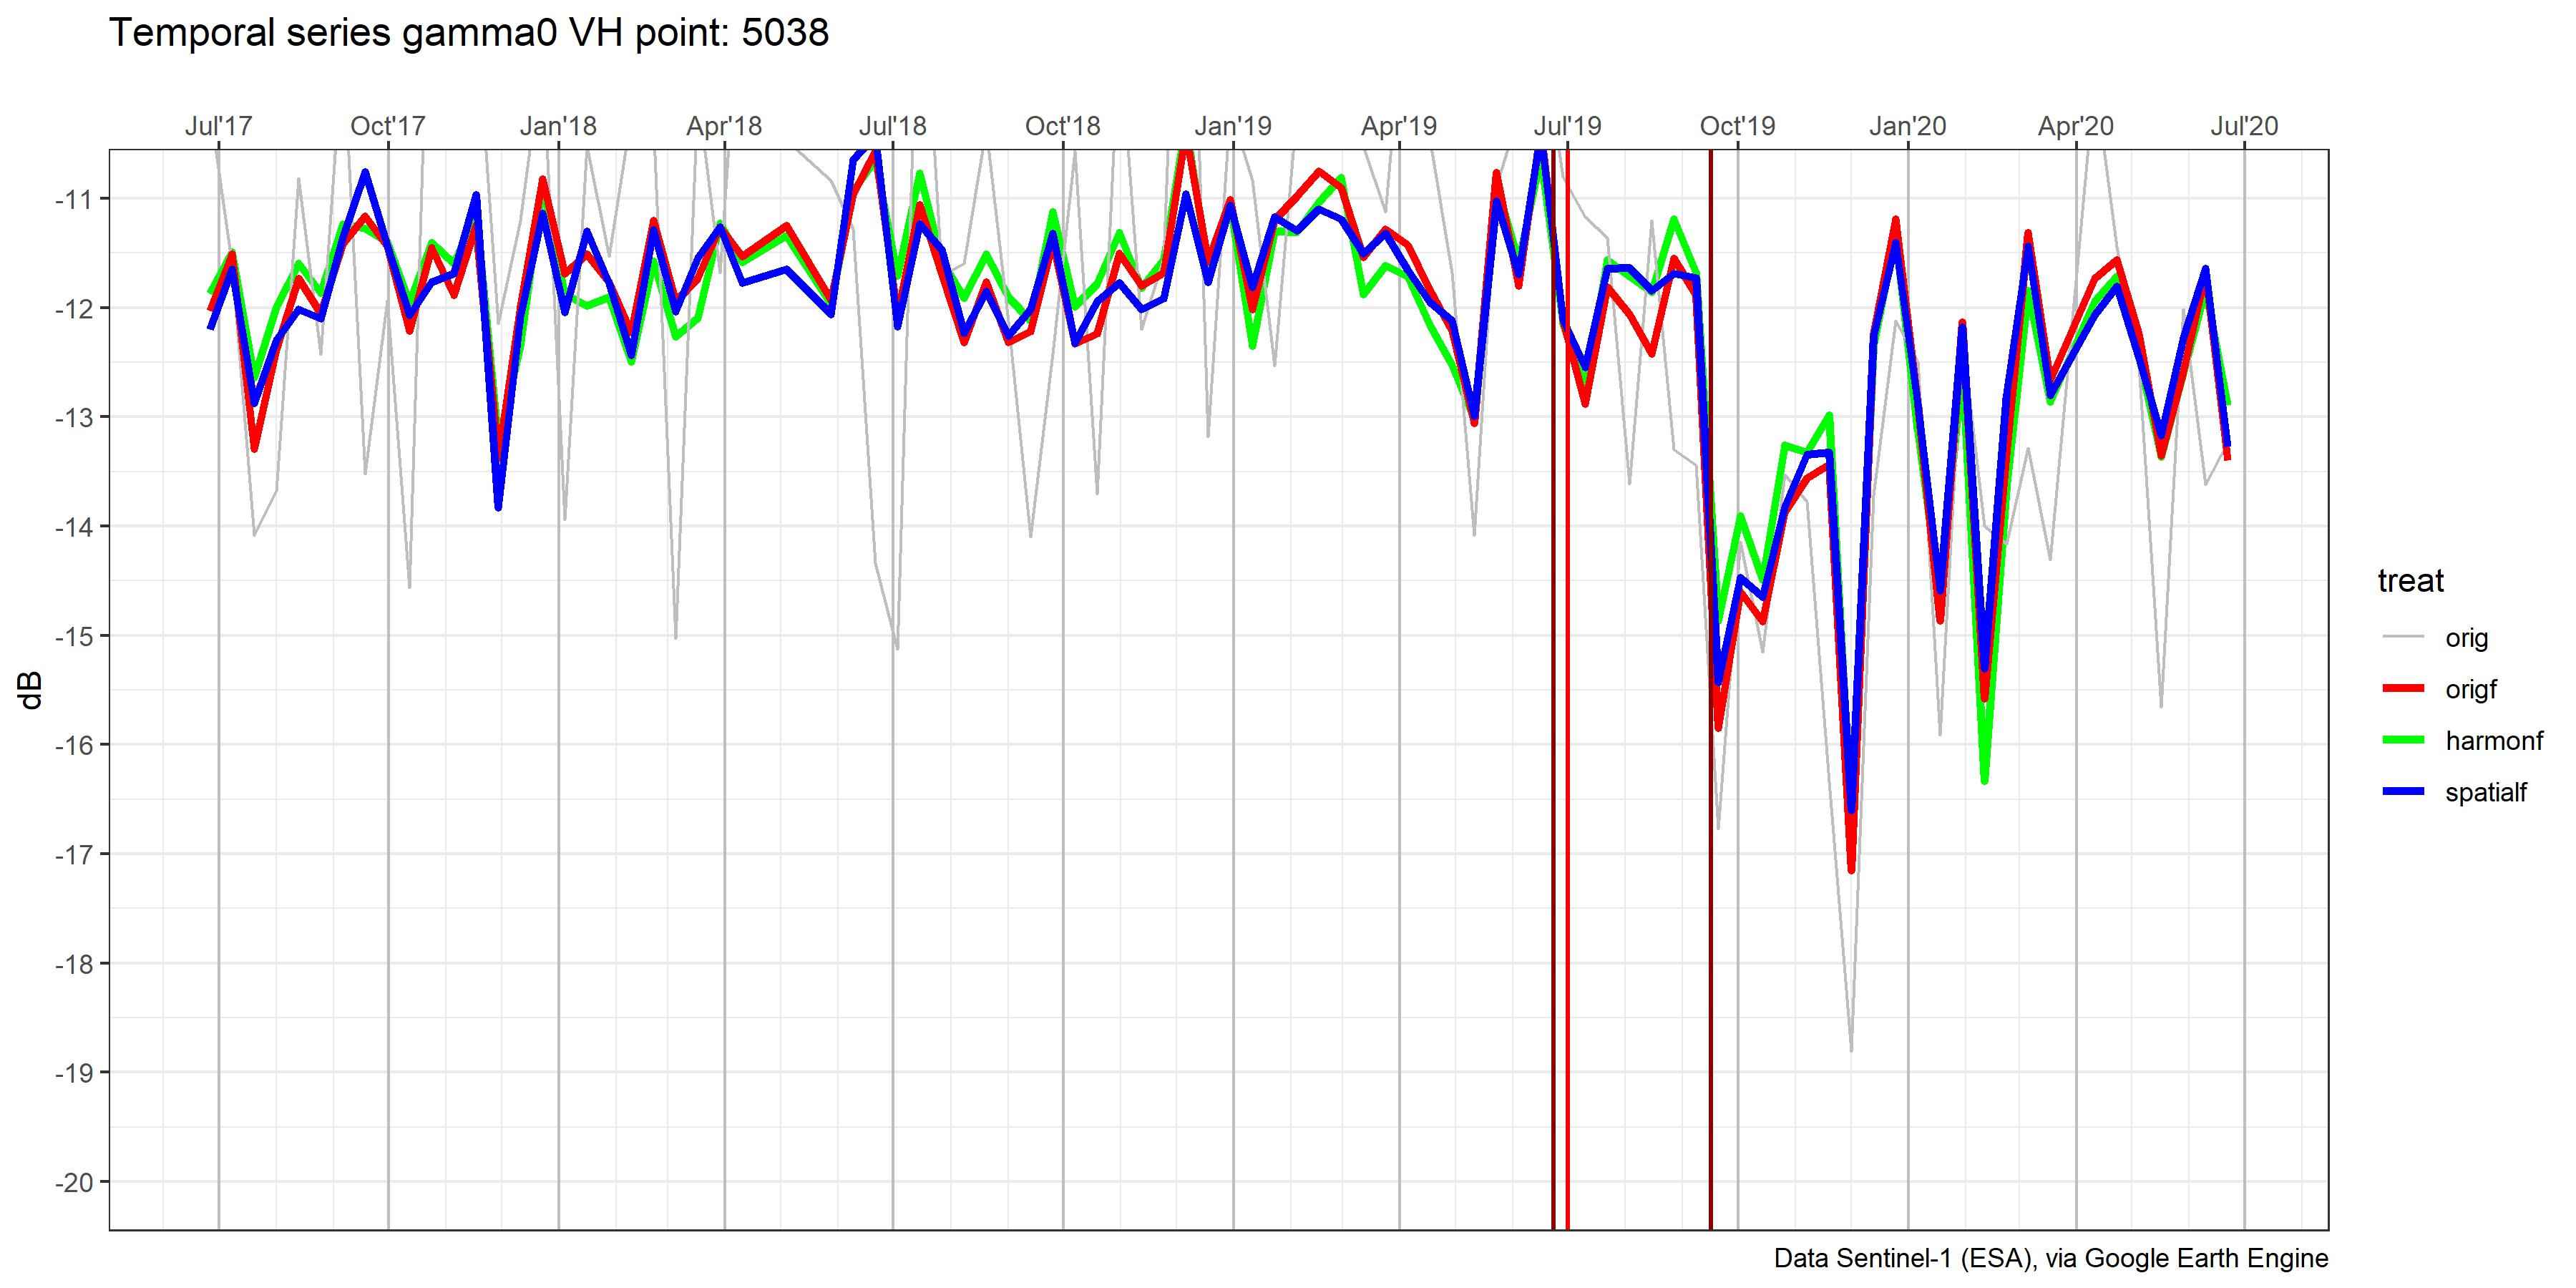 Temporal series gamma0 VH point: 5038
Jul'17 Oct'17 Jan'18 Apr'18 Jul'18 Oct'18 Jan'19 Apr'19 Jul'19 Oct'19 Jan'20 Apr'20 Jul'20
-11
-12
-13
-14
-15
-16
-17
-18
-19
-20
dB
treat
orig
origf
harmonf
spatialf
Data Sentinel-1 (ESA), via Google Earth Engine